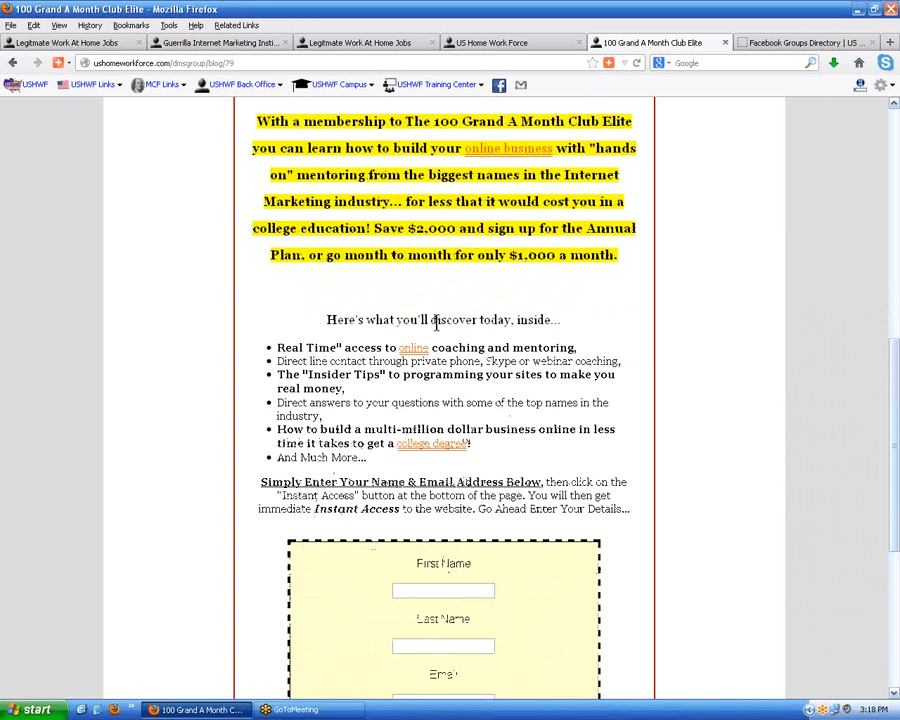 100 Grand A Month Club Elite - Mozilla Firefox
File Edit View History Bookmarks Tools Help Related Links
Legitmate Work At Home Jobs × Guerrilla Internet Marketing Insti... × Legitmate Work At Home Jobs × US Home Work Force × 100 Grand A Month Club Elite × Facebook Groups Directory | US ... × +
ushomeworkforce.com/dmsgroup/blog/79 Google
USHWF USHWF Links MCF Links USHWF Back Office USHWF Campus USHWF Training Center
With a membership to The 100 Grand A Month Club Elite
you can learn how to build your online business with "hands
on" mentoring from the biggest names in the Internet
Marketing industry... for less that it would cost you in a
college education! Save $2,000 and sign up for the Annual
Plan, or go month to month for only $1,000 a month.
Here's what you'll discover today, inside...
Real Time" access to online coaching and mentoring,
Direct line contact through private phone, Skype or webinar coaching,
The "Insider Tips" to programming your sites to make you
real money,
Direct answers to your questions with some of the top names in the
industry,
How to build a multi-million dollar business online in less
time it takes to get a college degree!
And Much More...
Simply Enter Your Name & Email Address Below, then click on the
"Instant Access" button at the bottom of the page. You will then get
immediate Instant Access to the website. Go Ahead Enter Your Details...
First Name
Last Name
Email
start 100 Grand A Month C... GoToMeeting 3:18 PM